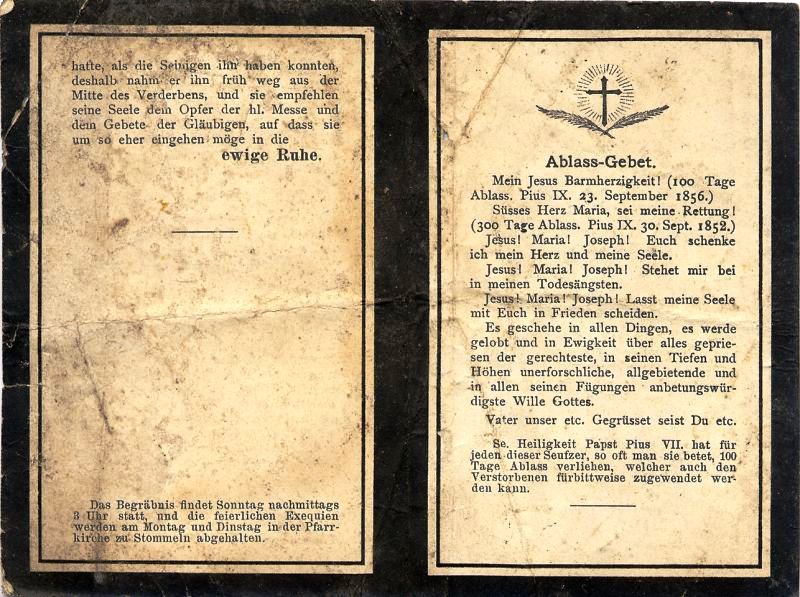 hatte, als die Seinigen ihn haben konnten,
deshalb nahm er ihn früh weg aus der
Mitte des Verderbens, und sie empfehlen
seine Seele dem Opfer der hl. Messe und
dem Gebete der Gläubigen, auf dass sie
um so eher eingehen möge in die
ewige Ruhe.
Das Begräbnis findet Sonntag nachmittags
3 Uhr statt, und die feierlichen Exequien
werden am Montag und Dinstag in der Pfarr-
kirche zu Stommeln abgehalten.
Ablass-Gebet.
Mein Jesus Barmherzigkeit! (100 Tage
Ablass. Pius IX. 23. September 1856.)
Süsses Herz Maria, sei meine Rettung!
(300 Tage Ablass. Pius IX. 30. Sept. 1852.)
Jesus! Maria! Joseph! Euch schenke
ich mein Herz und meine Seele.
Jesus! Maria! Joseph! Stehet mir bei
in meinen Todesängsten.
Jesus! Maria! Joseph! Lasst meine Seele
mit Euch in Frieden scheiden.
Es geschehe in allen Dingen, es werde
gelobt und in Ewigkeit über alles geprie-
sen der gerechteste, in seinen Tiefen und
Höhen unerforschliche, allgebietende und
in allen seinen Fügungen anbetungswür-
digste Wille Gottes.
Vater unser etc. Gegrüsset seist Du etc.
Se. Heiligkeit Papst Pius VII. hat für
jeden dieser Seufzer, so oft man sie betet, 100
Tage Ablass verliehen, welcher auch den
Verstorbenen fürbittweise zugewendet wer-
den kann.